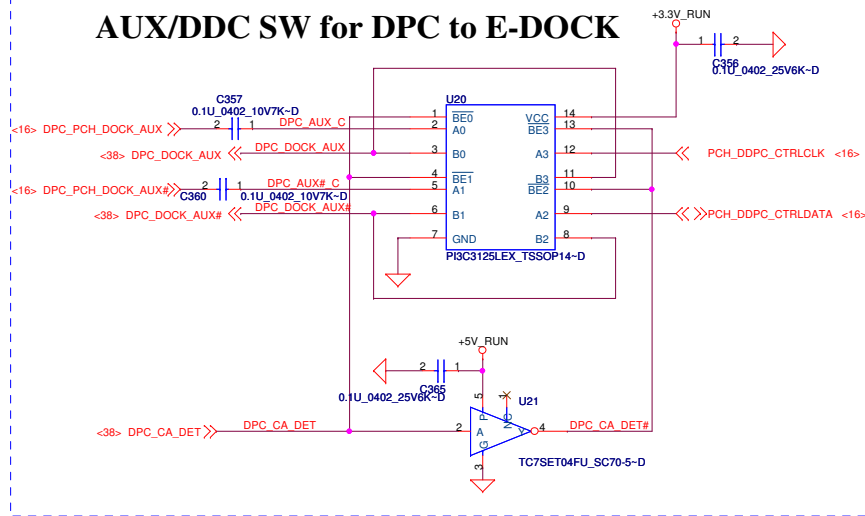 AUX/DDC SW for DPC to E-DOCK
+3.3V_RUN
1 2
C356
0.1U_0402_25V6K~D
C357
0.1U_0402_10V7K~D
U20
<16> DPC_PCH_DOCK_AUX 2 1 DPC_AUX_C
<38> DPC_DOCK_AUX DPC_DOCK_AUX
<16> DPC_PCH_DOCK_AUX# 2 1 DPC_AUX#_C
C360 0.1U_0402_10V7K~D
<38> DPC_DOCK_AUX# DPC_DOCK_AUX#
1 BE0 VCC 14
2 A0 BE3 13
3 B0 A3 12
4 BE1 B3 11
5 A1 BE2 10
6 B1 A2 9
7 GND B2 8
PI3C3125LEX_TSSOP14~D
PCH_DDPC_CTRLCLK <16>
PCH_DDPC_CTRLDATA <16>
+5V_RUN
2 1
C365
0.1U_0402_25V6K~D
U21
5 1
P NC
<38> DPC_CA_DET DPC_CA_DET 2 A Y 4 DPC_CA_DET#
G
3
TC7SET04FU_SC70-5~D